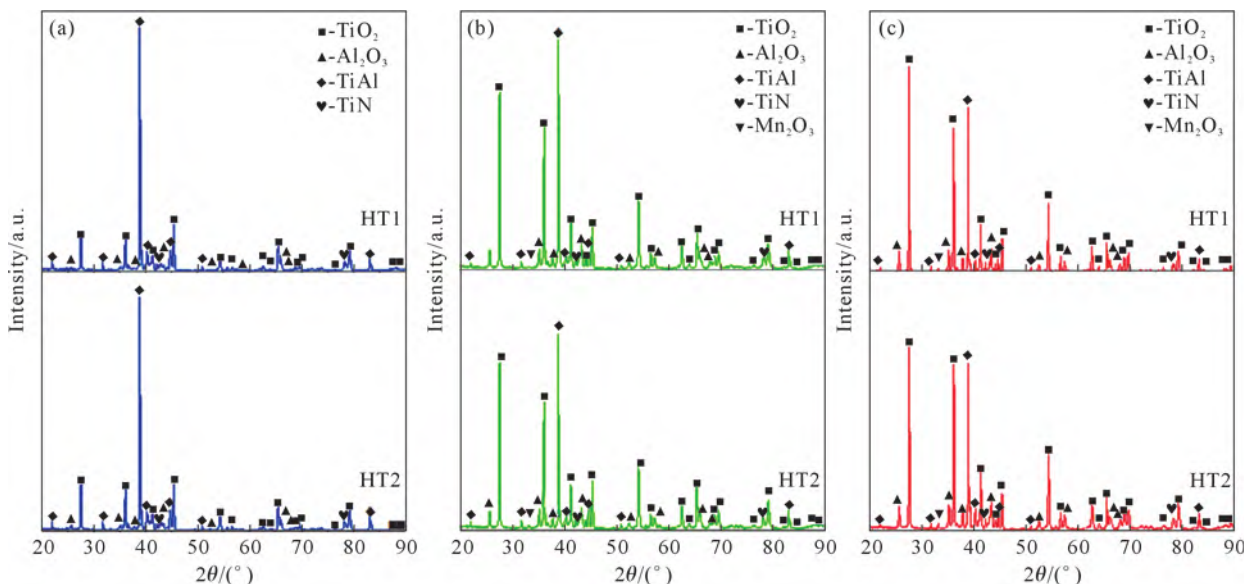 (a)
■-TiO₂
▲-Al₂O₃
◆-TiAl
♥-TiN
HT1
HT2
Intensity/a.u.
20 30 40 50 60 70 80 90
2θ/(°)
(b)
■-TiO₂
▲-Al₂O₃
◆-TiAl
♥-TiN
▼-Mn₂O₃
HT1
HT2
Intensity/a.u.
20 30 40 50 60 70 80 90
2θ/(°)
(c)
■-TiO₂
▲-Al₂O₃
◆-TiAl
♥-TiN
▼-Mn₂O₃
HT1
HT2
Intensity/a.u.
20 30 40 50 60 70 80 90
2θ/(°)